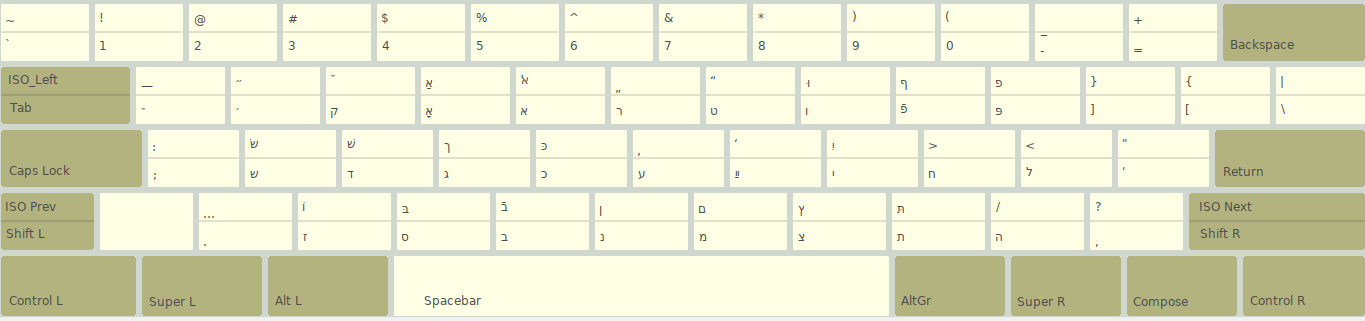 ~ ! @ # $ % ^ & * ) ( _ +
` 1 2 3 4 5 6 7 8 9 0 - = Backspace
ISO_Left — ״ ˇ אַ „ “ ף פ } { |
Tab - ׳ ק אָ א ר ט ו פֿ פּ ] [ \
: שׂ שׁ ך כּ , ‘ יִ > < "
Caps Lock ; ש ד ג כ ע ײַ י ח ל ' Return
ISO Prev … וֹ בּ בֿ ן ם ץ תּ / ? ISO Next
Shift L . ז ס ב נ מ צ ת ה , Shift R
Control L Super L Alt L Spacebar AltGr Super R Compose Control R